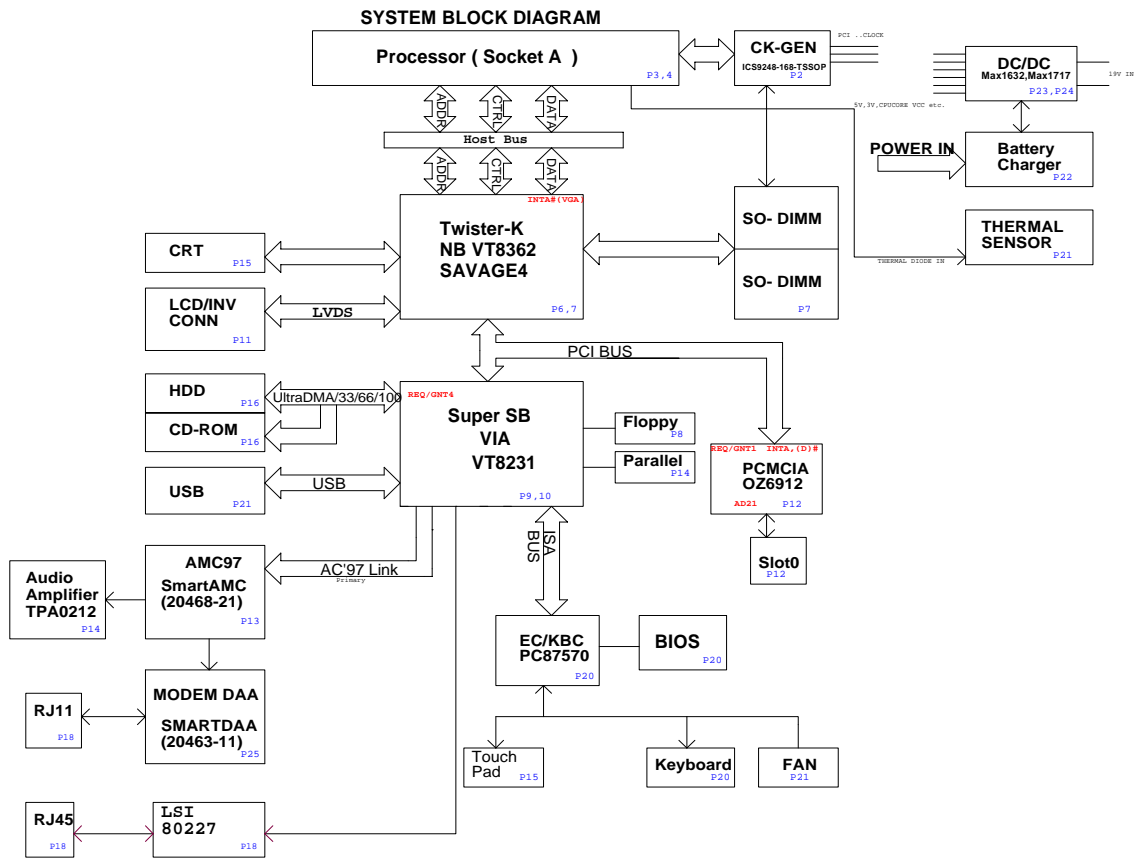 SYSTEM BLOCK DIAGRAM
Processor ( Socket A )
P3,4
CK-GEN
ICS9248-168-TSSOP
P2
PCI ..CLOCK
DC/DC
Max1632,Max1717
P23,P24
19V IN
5V,3V,CPUCORE VCC etc.
ADDR
CTRL
DATA
Host Bus
ADDR
CTRL
DATA
POWER IN
Battery
Charger
P22
INTA#(VGA)
Twister-K
NB VT8362
SAVAGE4
P6,7
SO- DIMM
SO- DIMM
P7
THERMAL
SENSOR
P21
THERMAL DIODE IN
CRT
P15
LCD/INV
CONN
P11
LVDS
PCI BUS
HDD
P16
CD-ROM
P16
UltraDMA/33/66/100
REQ/GNT4
Super SB
VIA
VT8231
P9,10
Floppy
P8
Parallel
P14
USB
P21
USB
REQ/GNT1 INTA,(D)#
PCMCIA
OZ6912
AD21
P12
Slot0
P12
ISA
BUS
AC'97 Link
Primary
AMC97
SmartAMC
(20468-21)
P13
Audio
Amplifier
TPA0212
P14
EC/KBC
PC87570
P20
BIOS
P20
MODEM DAA
SMARTDAA
(20463-11)
P25
RJ11
P18
Touch
Pad
P15
Keyboard
P20
FAN
P21
RJ45
P18
LSI
80227
P18